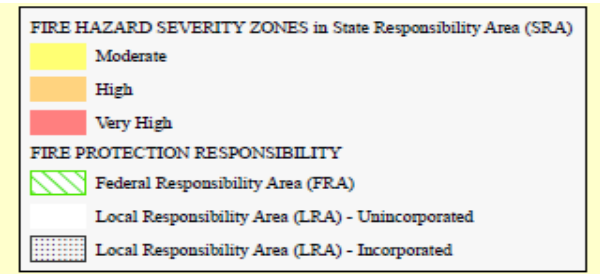 FIRE HAZARD SEVERITY ZONES in State Responsibility Area (SRA)
Moderate
High
Very High
FIRE PROTECTION RESPONSIBILITY
Federal Responsibility Area (FRA)
Local Responsibility Area (LRA) - Unincorporated
Local Responsibility Area (LRA) - Incorporated